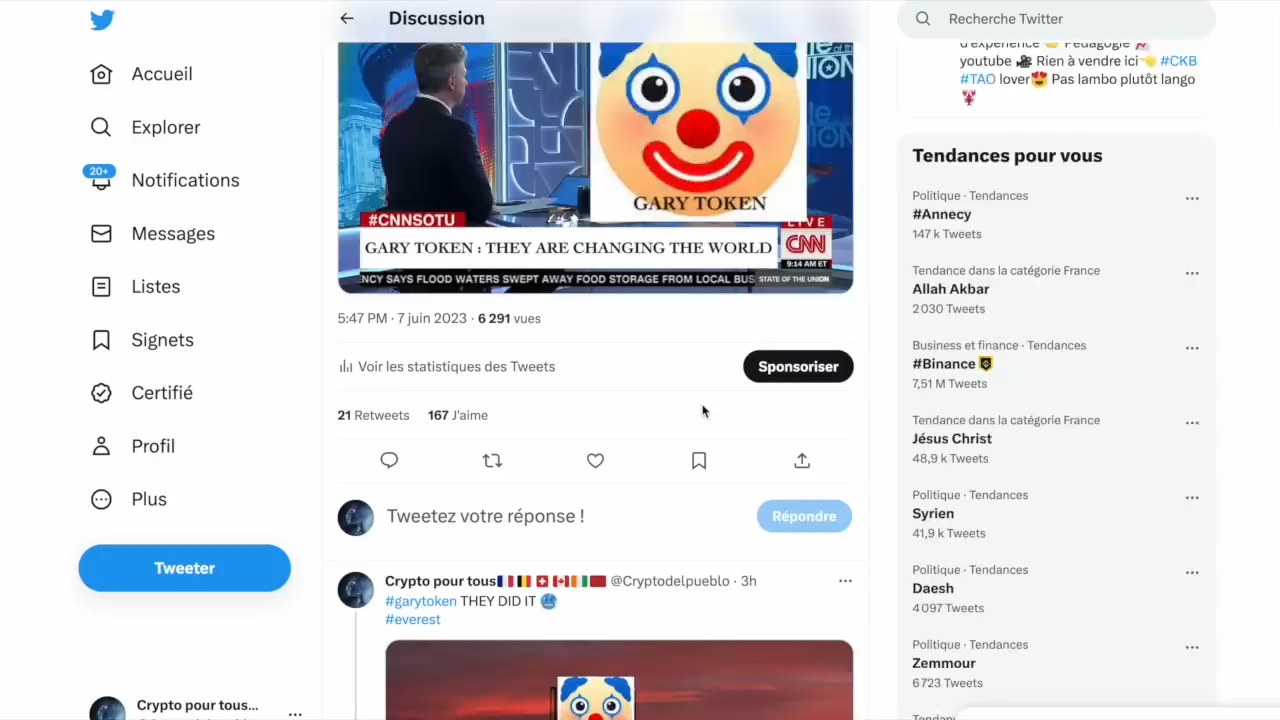 Discussion
Recherche Twitter
Accueil
Explorer
20+
Notifications
Messages
Listes
Signets
Certifié
Profil
Plus
Tweeter
Crypto pour tous...
GARY TOKEN
#CNNSOTU
LIVE
GARY TOKEN : THEY ARE CHANGING THE WORLD
CNN
9:14 AM ET
NCY SAYS FLOOD WATERS SWEPT AWAY FOOD STORAGE FROM LOCAL BUS
STATE OF THE UNION
5:47 PM · 7 juin 2023 · 6 291 vues
Voir les statistiques des Tweets
Sponsoriser
21 Retweets 167 J'aime
Tweetez votre réponse !
Répondre
Crypto pour tous @Cryptodelpueblo · 3h
#garytoken THEY DID IT
#everest
d'expérience Pédagogie
youtube Rien à vendre ici #CKB
#TAO lover Pas lambo plutôt lango
Tendances pour vous
Politique · Tendances
#Annecy
147 k Tweets
Tendance dans la catégorie France
Allah Akbar
2 030 Tweets
Business et finance · Tendances
#Binance
7,51 M Tweets
Tendance dans la catégorie France
Jésus Christ
48,9 k Tweets
Politique · Tendances
Syrien
41,9 k Tweets
Politique · Tendances
Daesh
4 097 Tweets
Politique · Tendances
Zemmour
6 723 Tweets